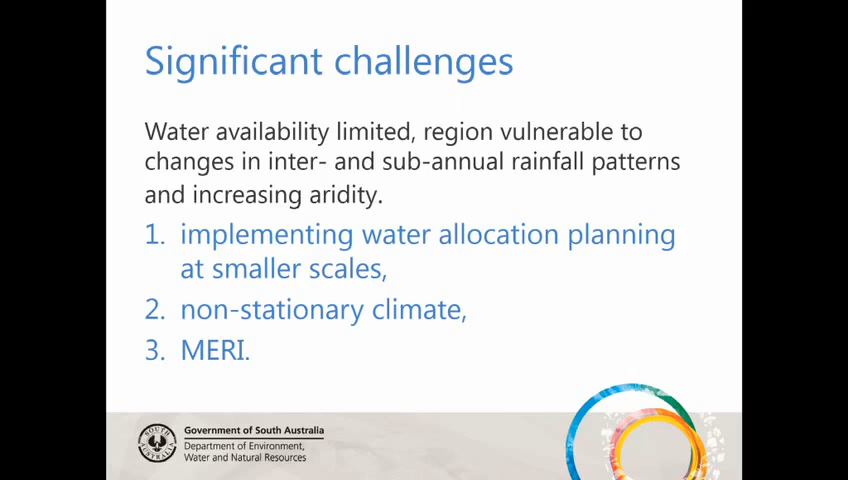 Significant challenges
Water availability limited, region vulnerable to
changes in inter- and sub-annual rainfall patterns
and increasing aridity.
1. implementing water allocation planning
at smaller scales,
2. non-stationary climate,
3. MERI.
SOUTH AUSTRALIA
Government of South Australia
Department of Environment,
Water and Natural Resources